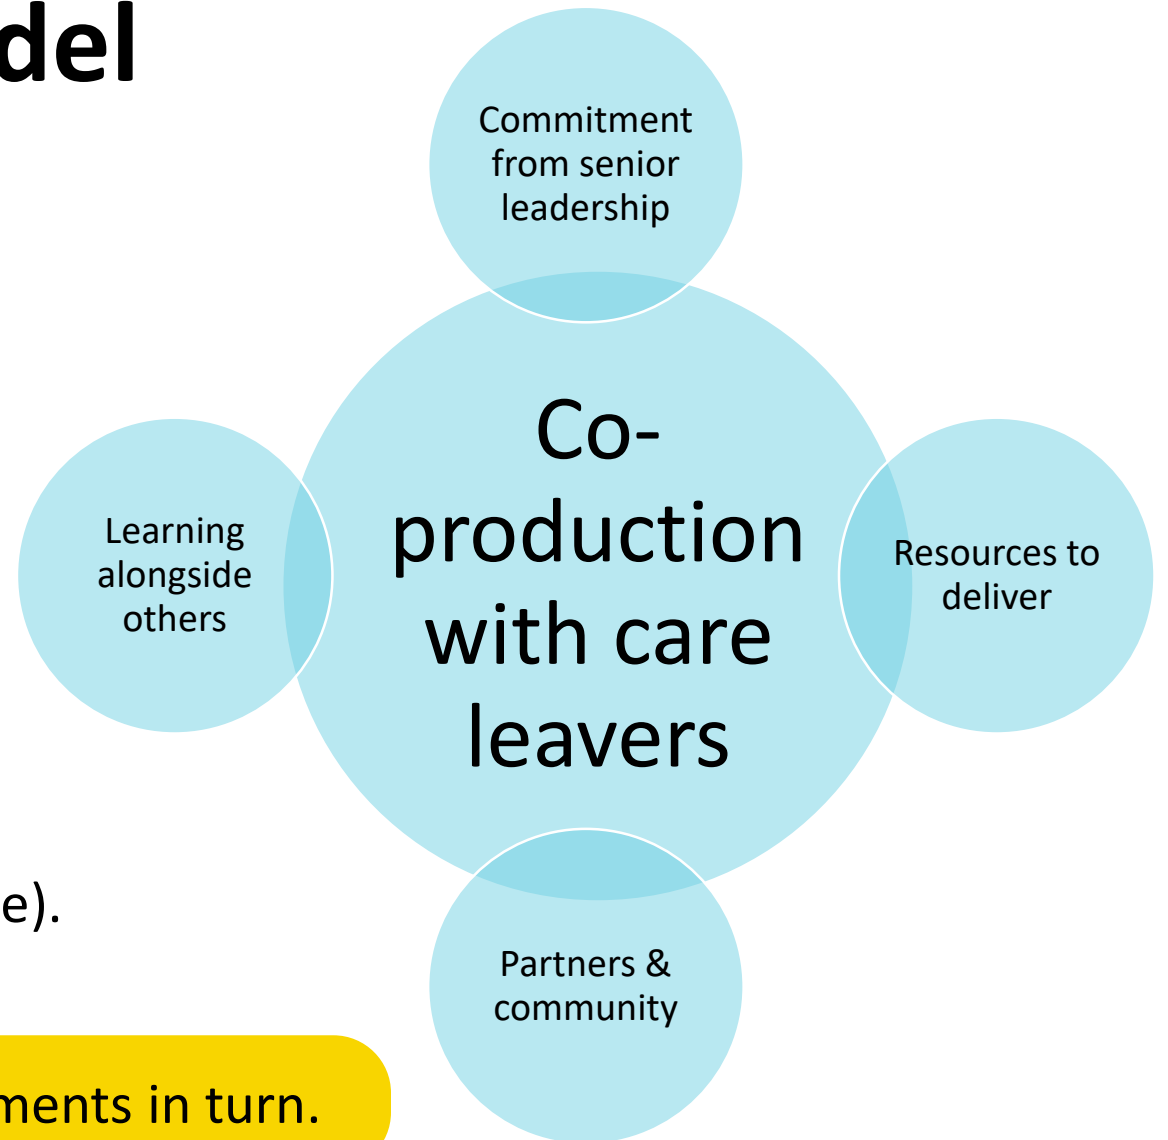 del
Commitment
from senior
leadership
Co-
production
with care
leavers
Learning
alongside
others
Resources to
deliver
Partners &
community
e).
ments in turn.